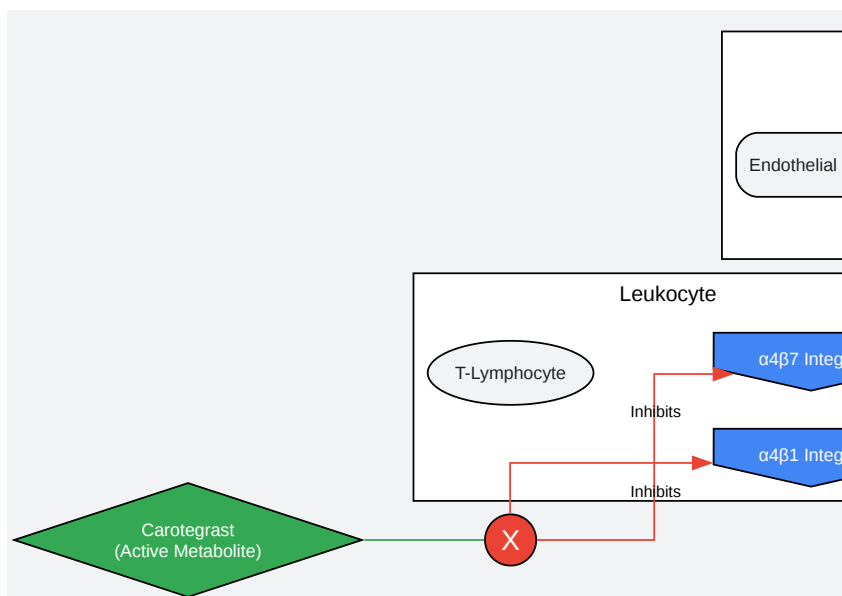 Endothelial
Leukocyte
α4β7 Integ
T-Lymphocyte
Inhibits
α4β1 Integ
Inhibits
Carotegrast
(Active Metabolite)
X